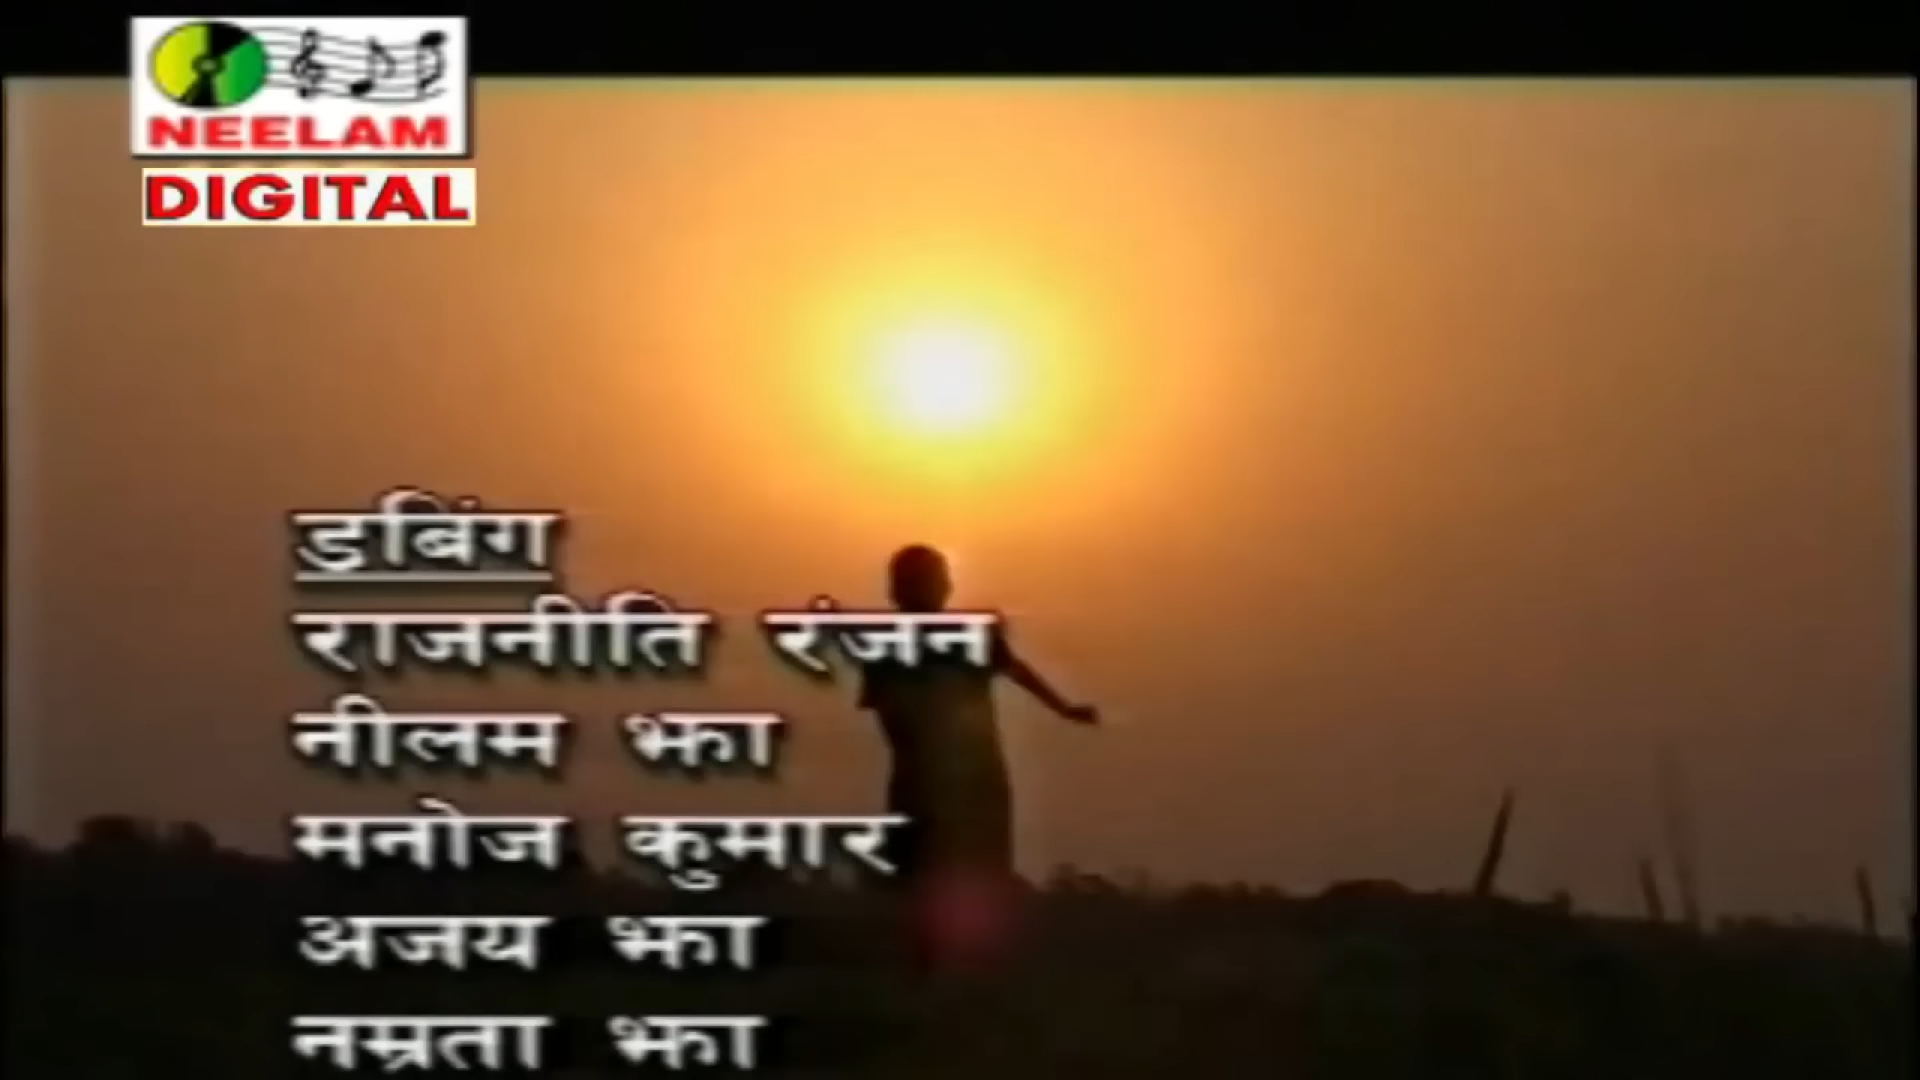 NEELAM
DIGITAL
डबिंग
राजनीति रंजन
नीलम झा
मनोज कुमार
अजय झा
नम्रता झा